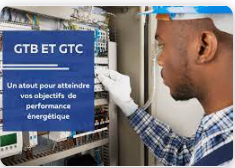 GTB ET GTC
Un atout pour atteindre
vos objectifs de
performance
énergétique